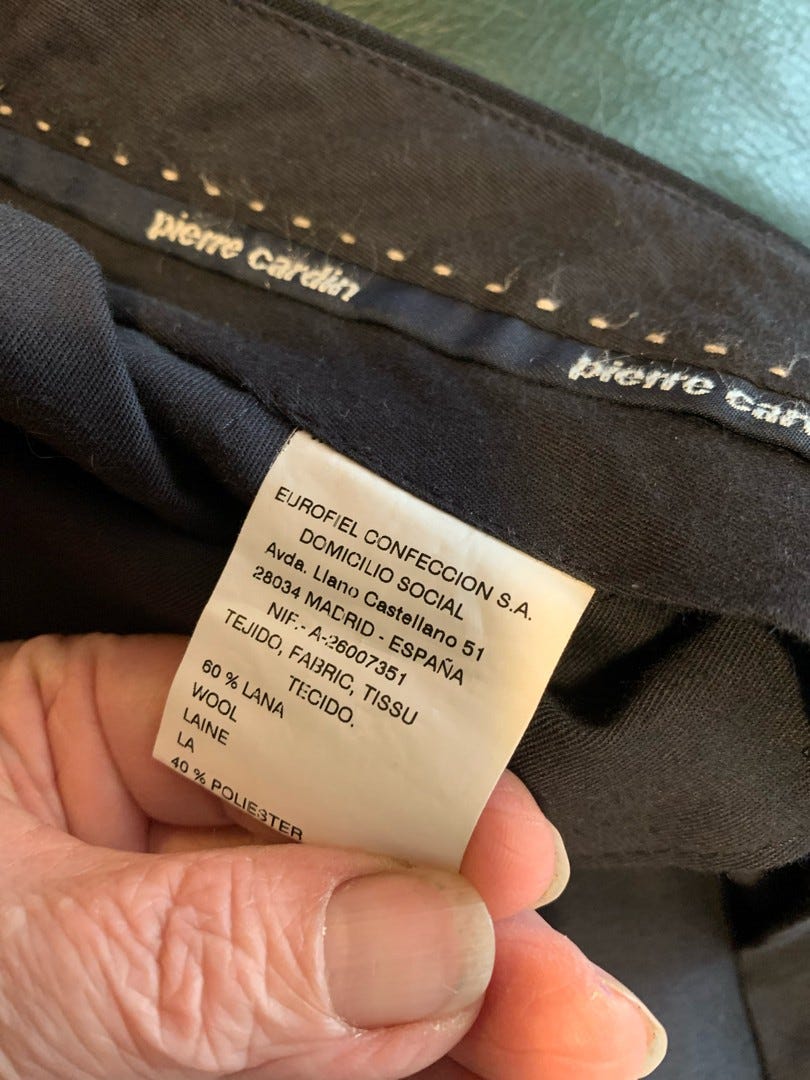 pierre cardin
pierre car
EUROFIEL CONFECCION S.A.
DOMICILIO SOCIAL
Avda. Llano Castellano 51
28034 MADRID - ESPAÑA
NIF.- A-26007351
TEJIDO, FABRIC, TISSU
TECIDO.
60 % LANA
WOOL
LAINE
LA
40 % POLIESTER